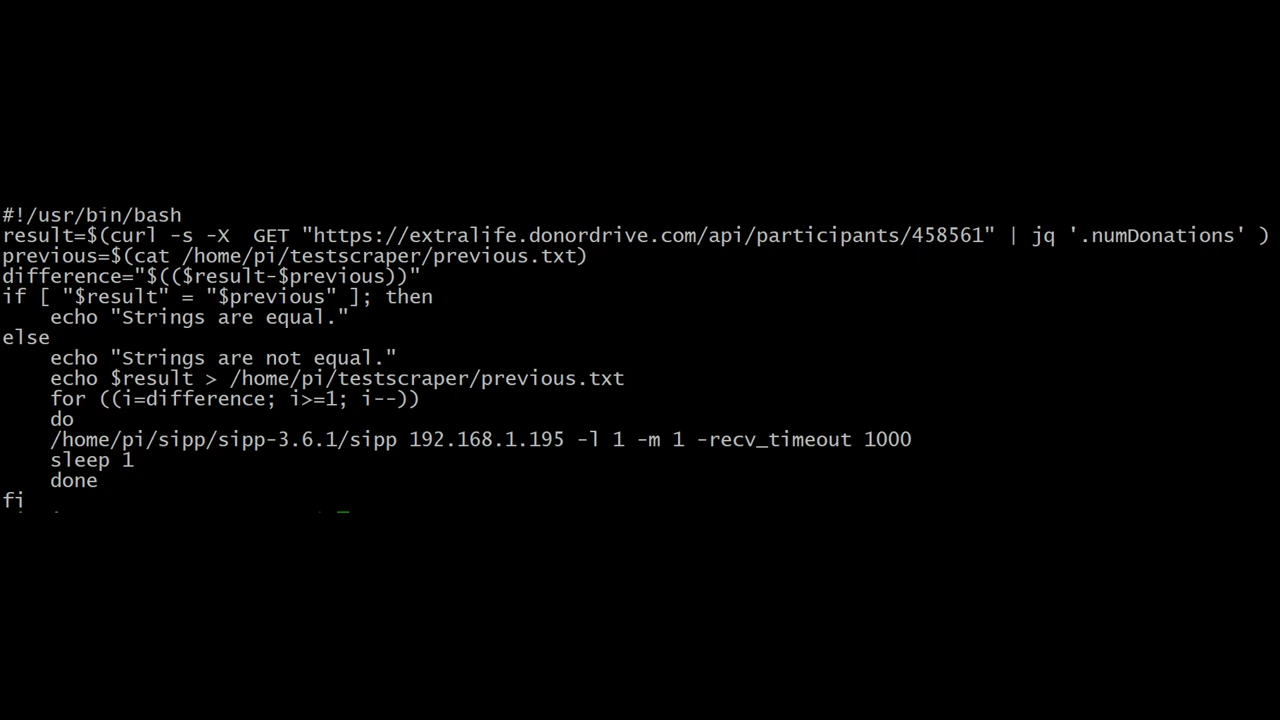 #!/usr/bin/bash
result=$(curl -s -X  GET "https://extralife.donordrive.com/api/participants/458561" | jq '.numDonations' )
previous=$(cat /home/pi/testscraper/previous.txt)
difference="$(($result-$previous))"
if [ "$result" = "$previous" ]; then
    echo "Strings are equal."
else
    echo "Strings are not equal."
    echo $result > /home/pi/testscraper/previous.txt
    for ((i=difference; i>=1; i--))
    do
    /home/pi/sipp/sipp-3.6.1/sipp 192.168.1.195 -l 1 -m 1 -recv_timeout 1000
    sleep 1
    done
fi